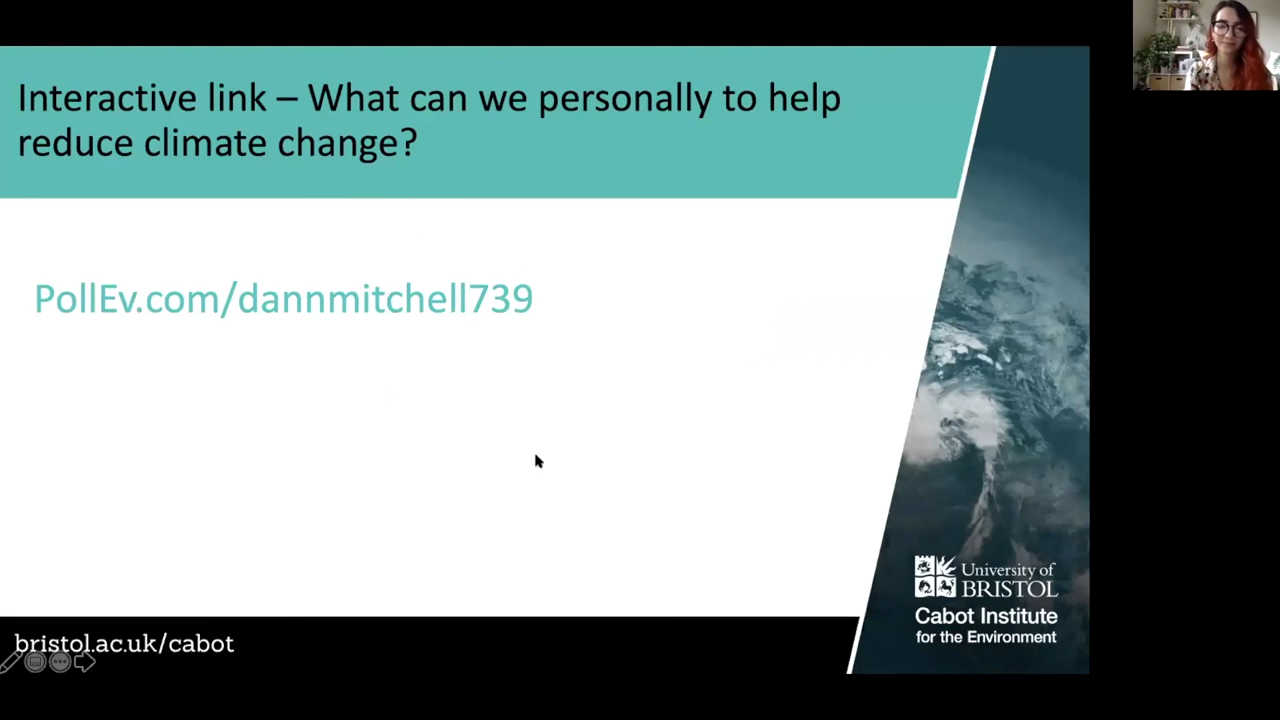 Interactive link – What can we personally to help
reduce climate change?
PollEv.com/dannmitchell739
University of
BRISTOL
Cabot Institute
for the Environment
bristol.ac.uk/cabot